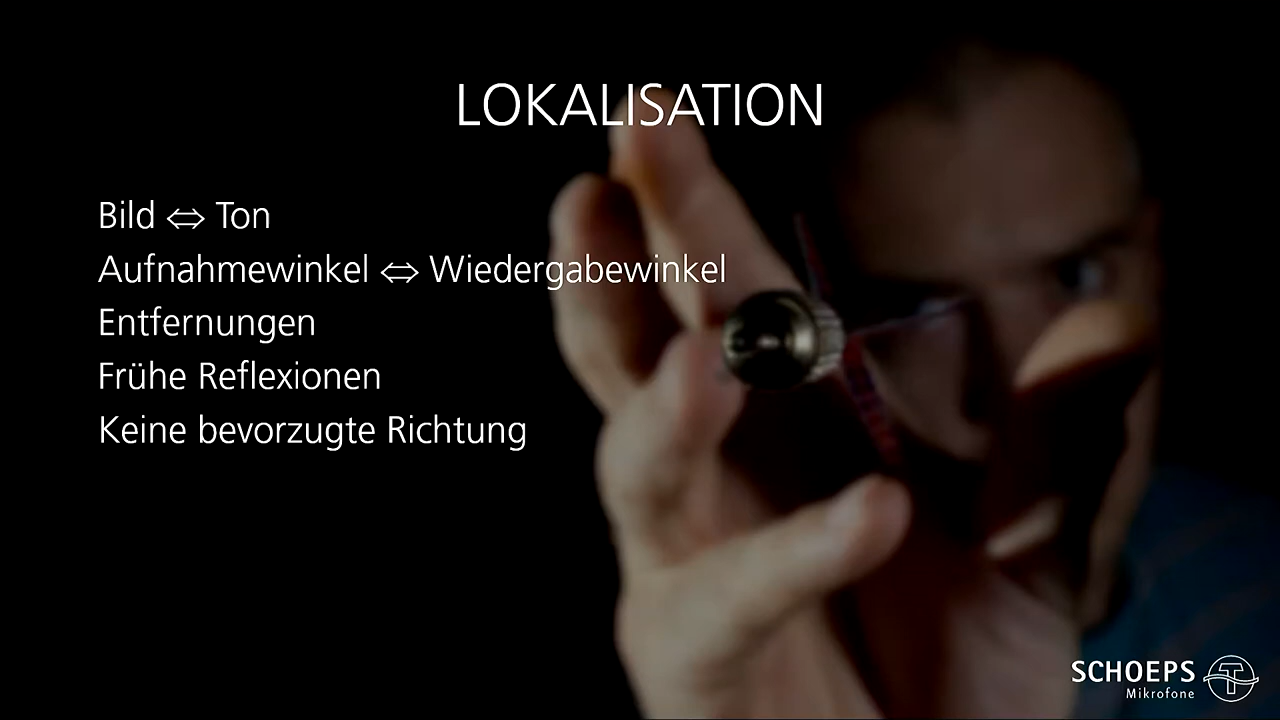 LOKALISATION
Bild ⇔ Ton
Aufnahmewinkel ⇔ Wiedergabewinkel
Entfernungen
Frühe Reflexionen
Keine bevorzugte Richtung
SCHOEPS
Mikrofone